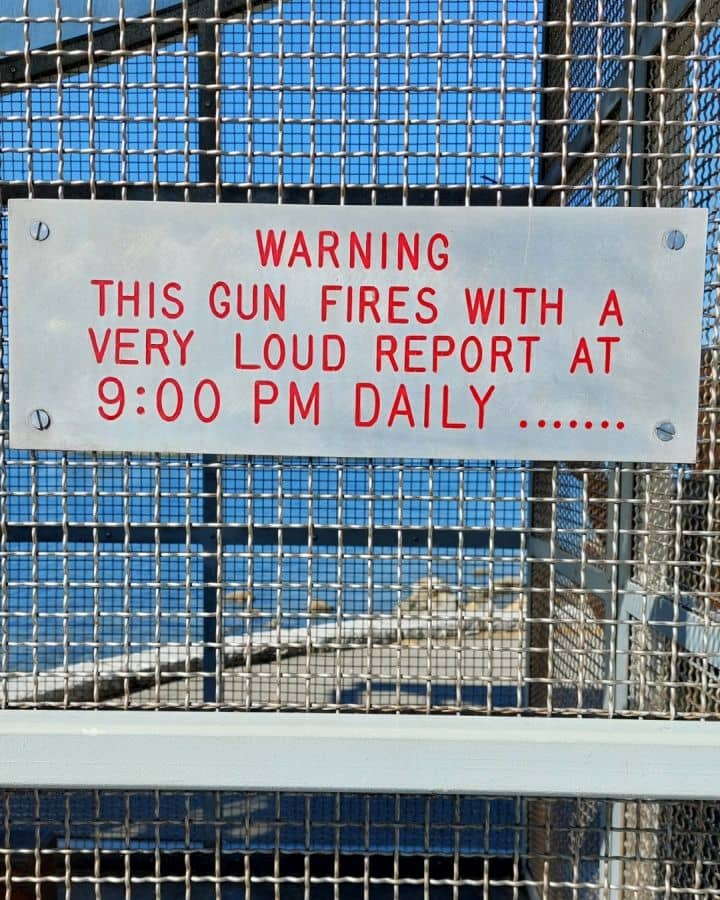 WARNING
THIS GUN FIRES WITH A
VERY LOUD REPORT AT
9:00 PM DAILY .......